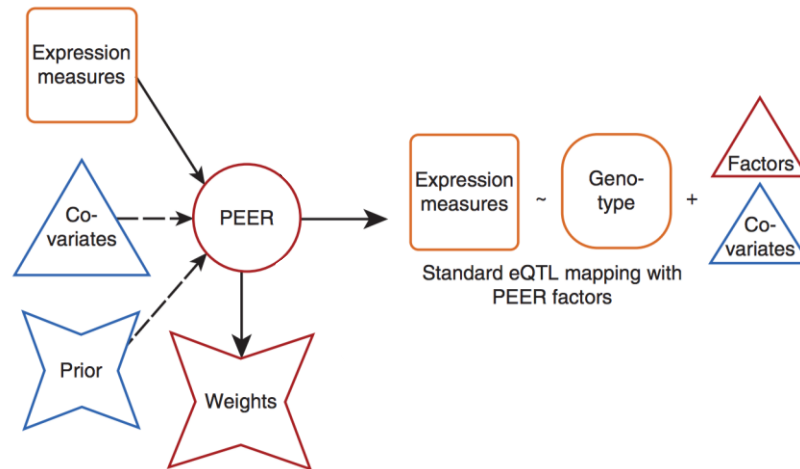 Expression
measures
Co-
variates
PEER
Prior
Weights
Expression
measures
~
Geno-
type
+
Factors
Co-
variates
Standard eQTL mapping with
PEER factors